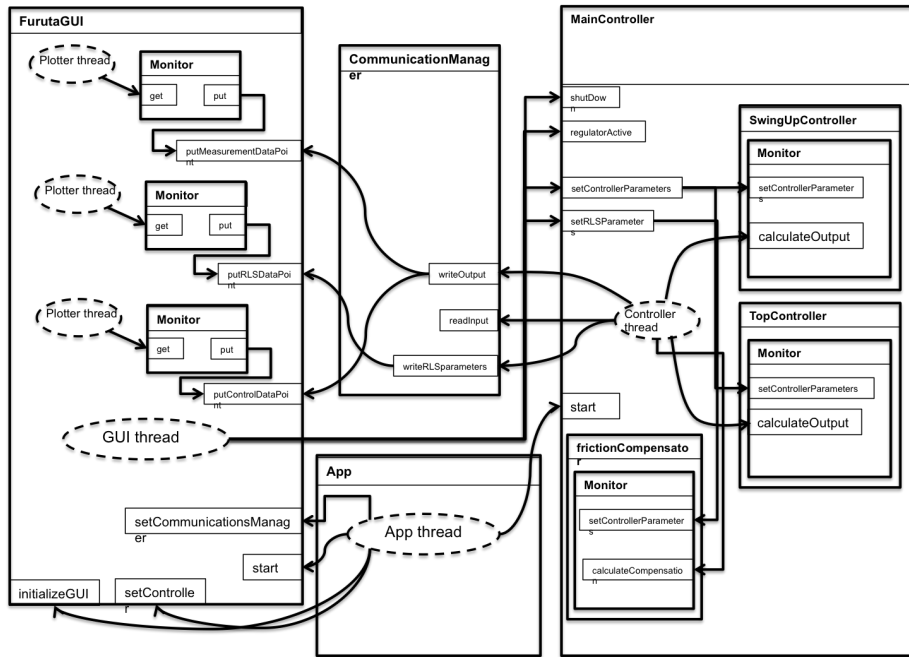 FurutaGUI
Plotter thread
Monitor
get
put
putMeasurementDataPoi
nt
Plotter thread
Monitor
get
put
putRLSDataPoi
nt
Plotter thread
Monitor
get
put
putControlDataPoi
nt
GUI thread
setCommunicationsManag
er
start
initializeGUI
setControlle
r
CommunicationManag
er
writeOutput
readInput
writeRLSparameters
App
App thread
MainController
shutDow
n
regulatorActive
setControllerParameters
setRLSParameter
s
Controller
thread
start
SwingUpController
Monitor
setControllerParameter
s
calculateOutput
TopController
Monitor
setControllerParameters
calculateOutput
frictionCompensato
r
Monitor
setControllerParameter
s
calculateCompensatio
n